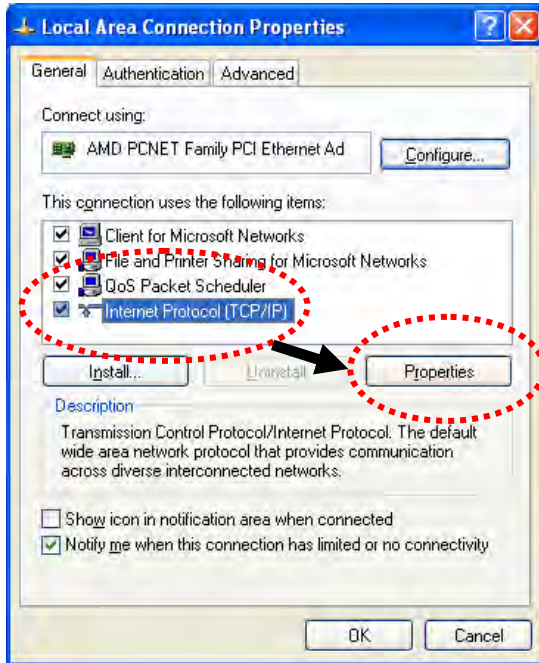 Local Area Connection Properties
General Authentication Advanced
Connect using:
AMD PCNET Family PCI Ethernet Ad Configure...
This connection uses the following items:
Client for Microsoft Networks
File and Printer Sharing for Microsoft Networks
QoS Packet Scheduler
Internet Protocol (TCP/IP)
Install... Uninstall Properties
Description
Transmission Control Protocol/Internet Protocol. The default
wide area network protocol that provides communication
across diverse interconnected networks.
Show icon in notification area when connected
Notify me when this connection has limited or no connectivity
OK Cancel